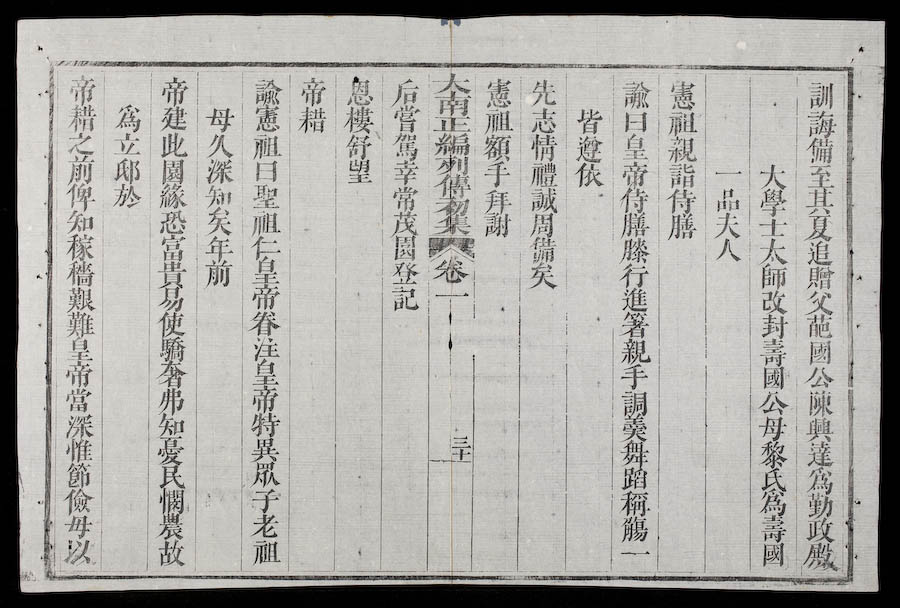 訓誨備至其夏追贈父葩國公陳興達爲勤政殿
大學士太師改封壽國公母黎氏爲壽國
一品夫人
憲祖親詣侍膳
諭曰皇帝侍膳膝行進箸親手調羹舞蹈稱觴一
皆遵依
先志情禮誠周備矣
憲祖額手拜謝
大南正編列傳初集 卷一 三十
后嘗駕幸常茂園登記
恩樓舒望
帝耤
諭憲祖曰聖祖仁皇帝眷注皇帝特異眾子老祖
母久深知矣年前
帝建此園緣恐富貴易使驕奢弗知憂民憫農故
爲立邸於
帝耤之前俾知稼穡艱難皇帝當深惟節儉毋以